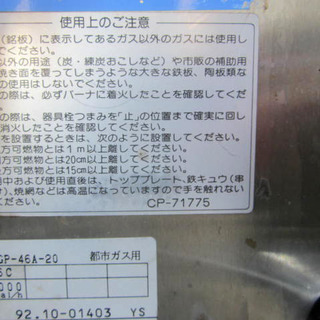 使用上のご注意
(銘板)に表示してあるガス以外のガスには使用し
でください。
以外の用途(炭・練炭おこしなど)や市販の補助用
焼き面を覆ってしまうような大きな鉄板、陶板類な
の使用はしないでください。
の際は、必ずバーナに着火したことを確認してくだ
の際は、器具栓つまみを「止」の位置まで確実に回し
消火したことを確認してください。
を設置するときは、次のように設置してください。
方可燃物とは1m以上離してください。
方可燃物とは20cm以上離してください。
方可燃物とは15cm以上離してください。
用中および使用直後は、トッププレート、鉄キュウ(串
、焼網などは高温になっていますので手を触れない
ください。
CP-71775
GP-46A-20 都市ガス用
6C
000
al/h
92.10-01403 YS